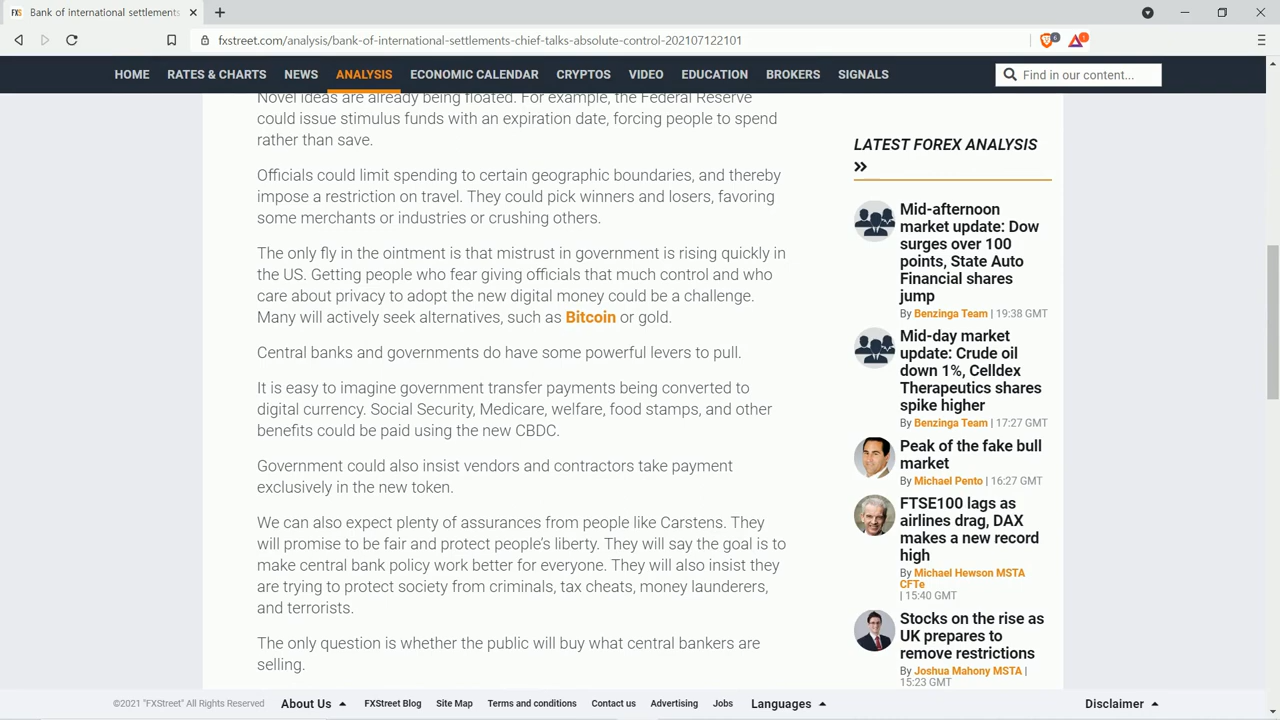 Bank of international settlements
fxstreet.com/analysis/bank-of-international-settlements-chief-talks-absolute-control-202107122101
6
1
HOME RATES & CHARTS NEWS ANALYSIS ECONOMIC CALENDAR CRYPTOS VIDEO EDUCATION BROKERS SIGNALS
Find in our content...
Novel ideas are already being floated. For example, the Federal Reserve
could issue stimulus funds with an expiration date, forcing people to spend
rather than save.
Officials could limit spending to certain geographic boundaries, and thereby
impose a restriction on travel. They could pick winners and losers, favoring
some merchants or industries or crushing others.
The only fly in the ointment is that mistrust in government is rising quickly in
the US. Getting people who fear giving officials that much control and who
care about privacy to adopt the new digital money could be a challenge.
Many will actively seek alternatives, such as Bitcoin or gold.
Central banks and governments do have some powerful levers to pull.
It is easy to imagine government transfer payments being converted to
digital currency. Social Security, Medicare, welfare, food stamps, and other
benefits could be paid using the new CBDC.
Government could also insist vendors and contractors take payment
exclusively in the new token.
We can also expect plenty of assurances from people like Carstens. They
will promise to be fair and protect people's liberty. They will say the goal is to
make central bank policy work better for everyone. They will also insist they
are trying to protect society from criminals, tax cheats, money launderers,
and terrorists.
The only question is whether the public will buy what central bankers are
selling.
LATEST FOREX ANALYSIS
Mid-afternoon
market update: Dow
surges over 100
points, State Auto
Financial shares
jump
By Benzinga Team | 19:38 GMT
Mid-day market
update: Crude oil
down 1%, Celldex
Therapeutics shares
spike higher
By Benzinga Team | 17:27 GMT
Peak of the fake bull
market
By Michael Pento | 16:27 GMT
FTSE100 lags as
airlines drag, DAX
makes a new record
high
By Michael Hewson MSTA
CFTe
| 15:40 GMT
Stocks on the rise as
UK prepares to
remove restrictions
By Joshua Mahony MSTA |
15:23 GMT
©2021 "FXStreet" All Rights Reserved About Us FXStreet Blog Site Map Terms and conditions Contact us Advertising Jobs Languages Disclaimer